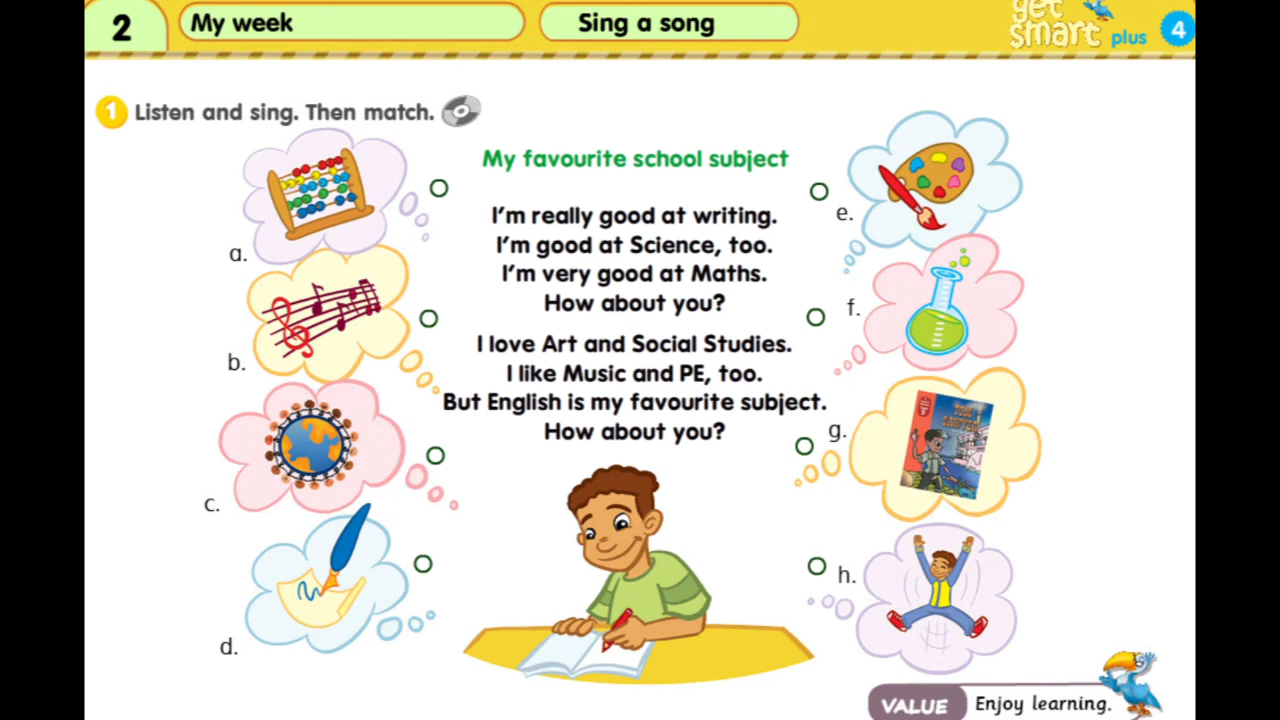 2
My week
Sing a song
get
smart plus 4
1 Listen and sing. Then match.
My favourite school subject
I'm really good at writing.
I'm good at Science, too.
I'm very good at Maths.
How about you?
I love Art and Social Studies.
I like Music and PE, too.
But English is my favourite subject.
How about you?
a.
b.
c.
d.
e.
f.
g.
TOM
SAWYER
h.
VALUE Enjoy learning.